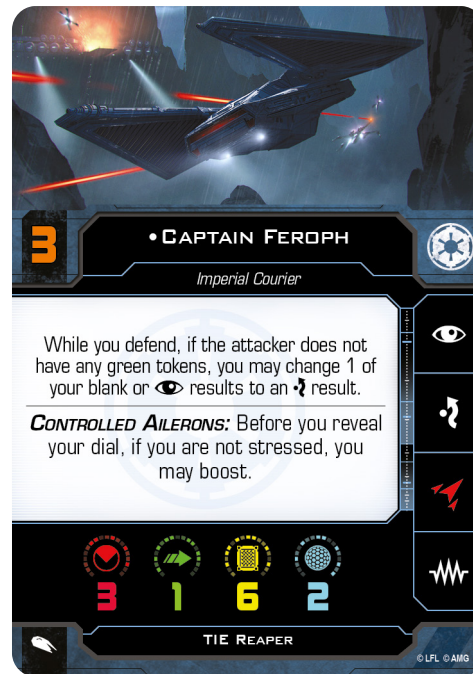 3
•Captain Feroph
Imperial Courier
While you defend, if the attacker does not
have any green tokens, you may change 1 of
your blank or results to an result.
Controlled Ailerons: Before you reveal
your dial, if you are not stressed, you
may boost.
3 1 6 2
TIE Reaper
© LFL © AMG